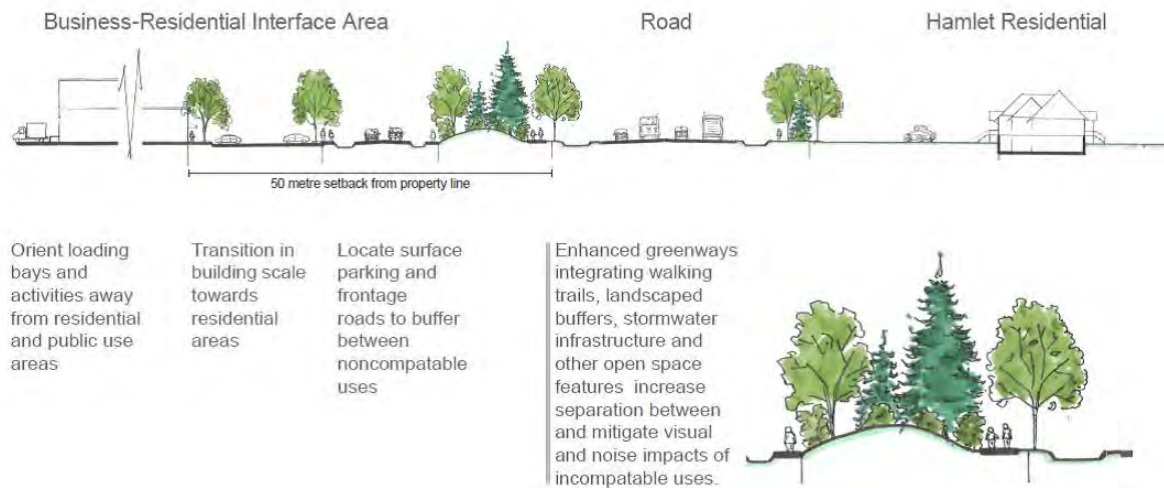 Business-Residential Interface Area
Road
Hamlet Residential
50 metre setback from property line
Orient loading
bays and
activities away
from residential
and public use
areas
Transition in
building scale
towards
residential
areas
Locate surface
parking and
frontage
roads to buffer
between
noncompatable
uses
Enhanced greenways
integrating walking
trails, landscaped
buffers, stormwater
infrastructure and
other open space
features increase
separation between
and mitigate visual
and noise impacts of
incompatable uses.